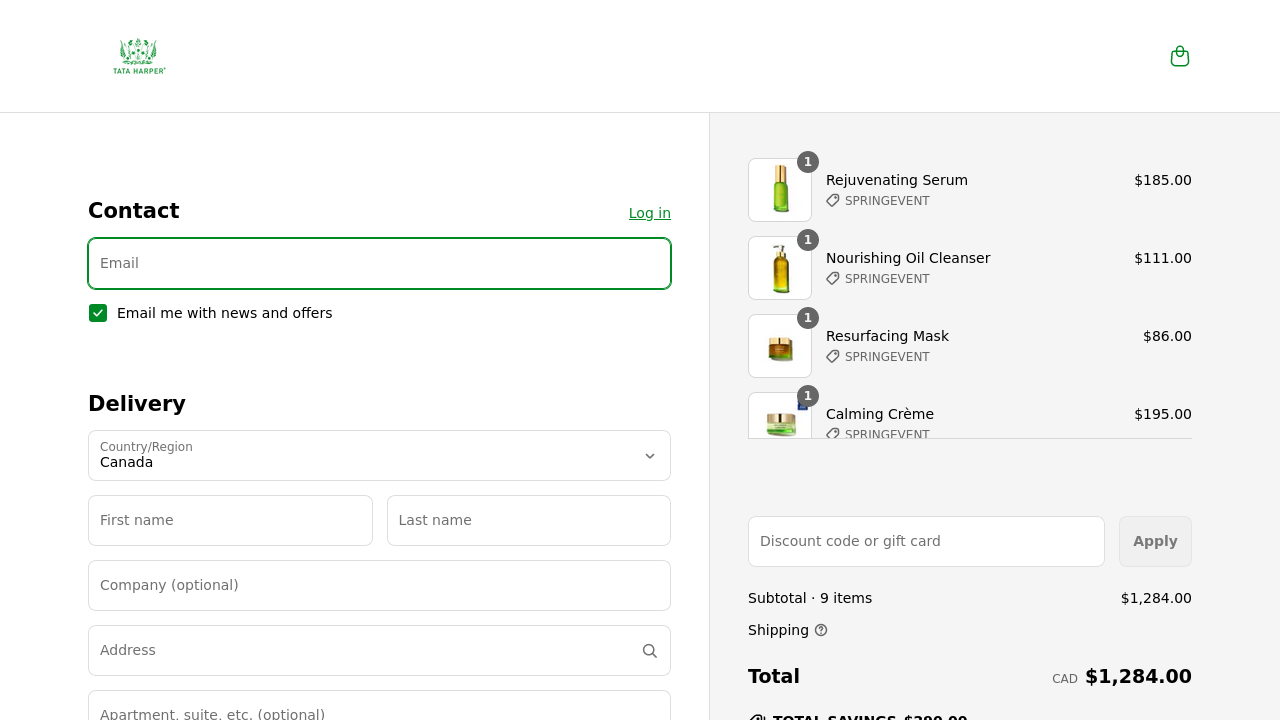 TATA HARPER
Contact
Log in
Email
Email me with news and offers
Delivery
Country/Region
Canada
First name
Last name
Company (optional)
Address
Apartment, suite, etc. (optional)
1
Rejuvenating Serum
$185.00
SPRINGEVENT
1
Nourishing Oil Cleanser
$111.00
SPRINGEVENT
1
Resurfacing Mask
$86.00
SPRINGEVENT
1
Calming Crème
$195.00
SPRINGEVENT
Discount code or gift card
Apply
Subtotal · 9 items
$1,284.00
Shipping
Total
CAD $1,284.00
TOTAL SAVINGS $290.00